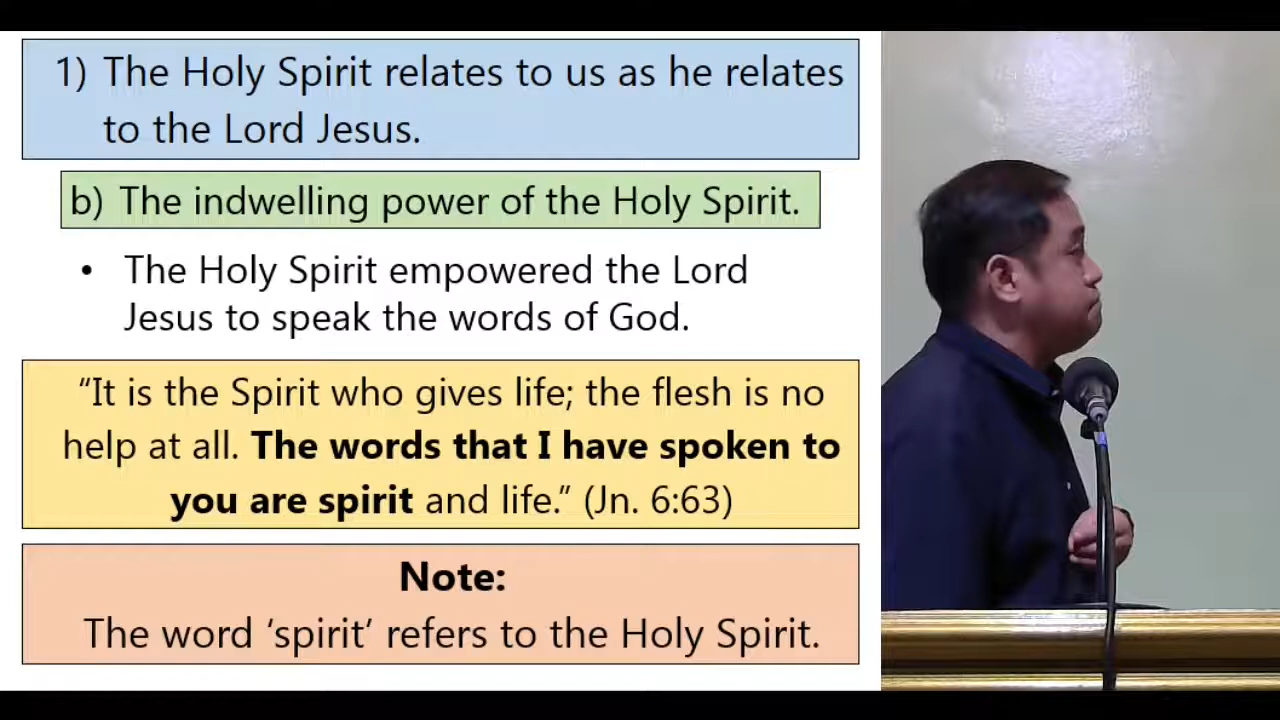 1) The Holy Spirit relates to us as he relates
to the Lord Jesus.
b) The indwelling power of the Holy Spirit.
• The Holy Spirit empowered the Lord
Jesus to speak the words of God.
“It is the Spirit who gives life; the flesh is no
help at all. The words that I have spoken to
you are spirit and life.” (Jn. 6:63)
Note:
The word ‘spirit’ refers to the Holy Spirit.